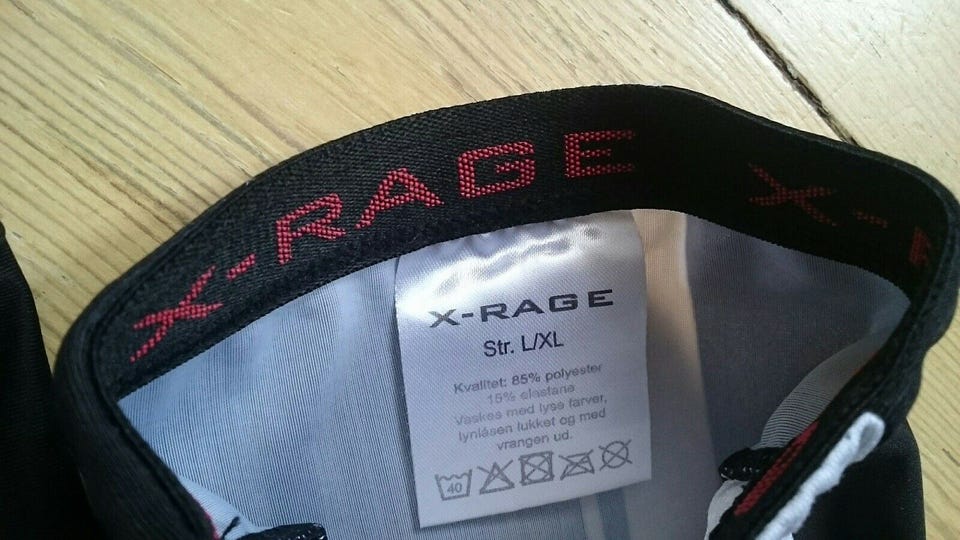 X-RAGE X-
X-RAGE
Str. L/XL
Kvalitet: 85% polyester
15% elastane
Vaskes med lyse farver,
lynlåsen lukket og med
vrangen ud.
40